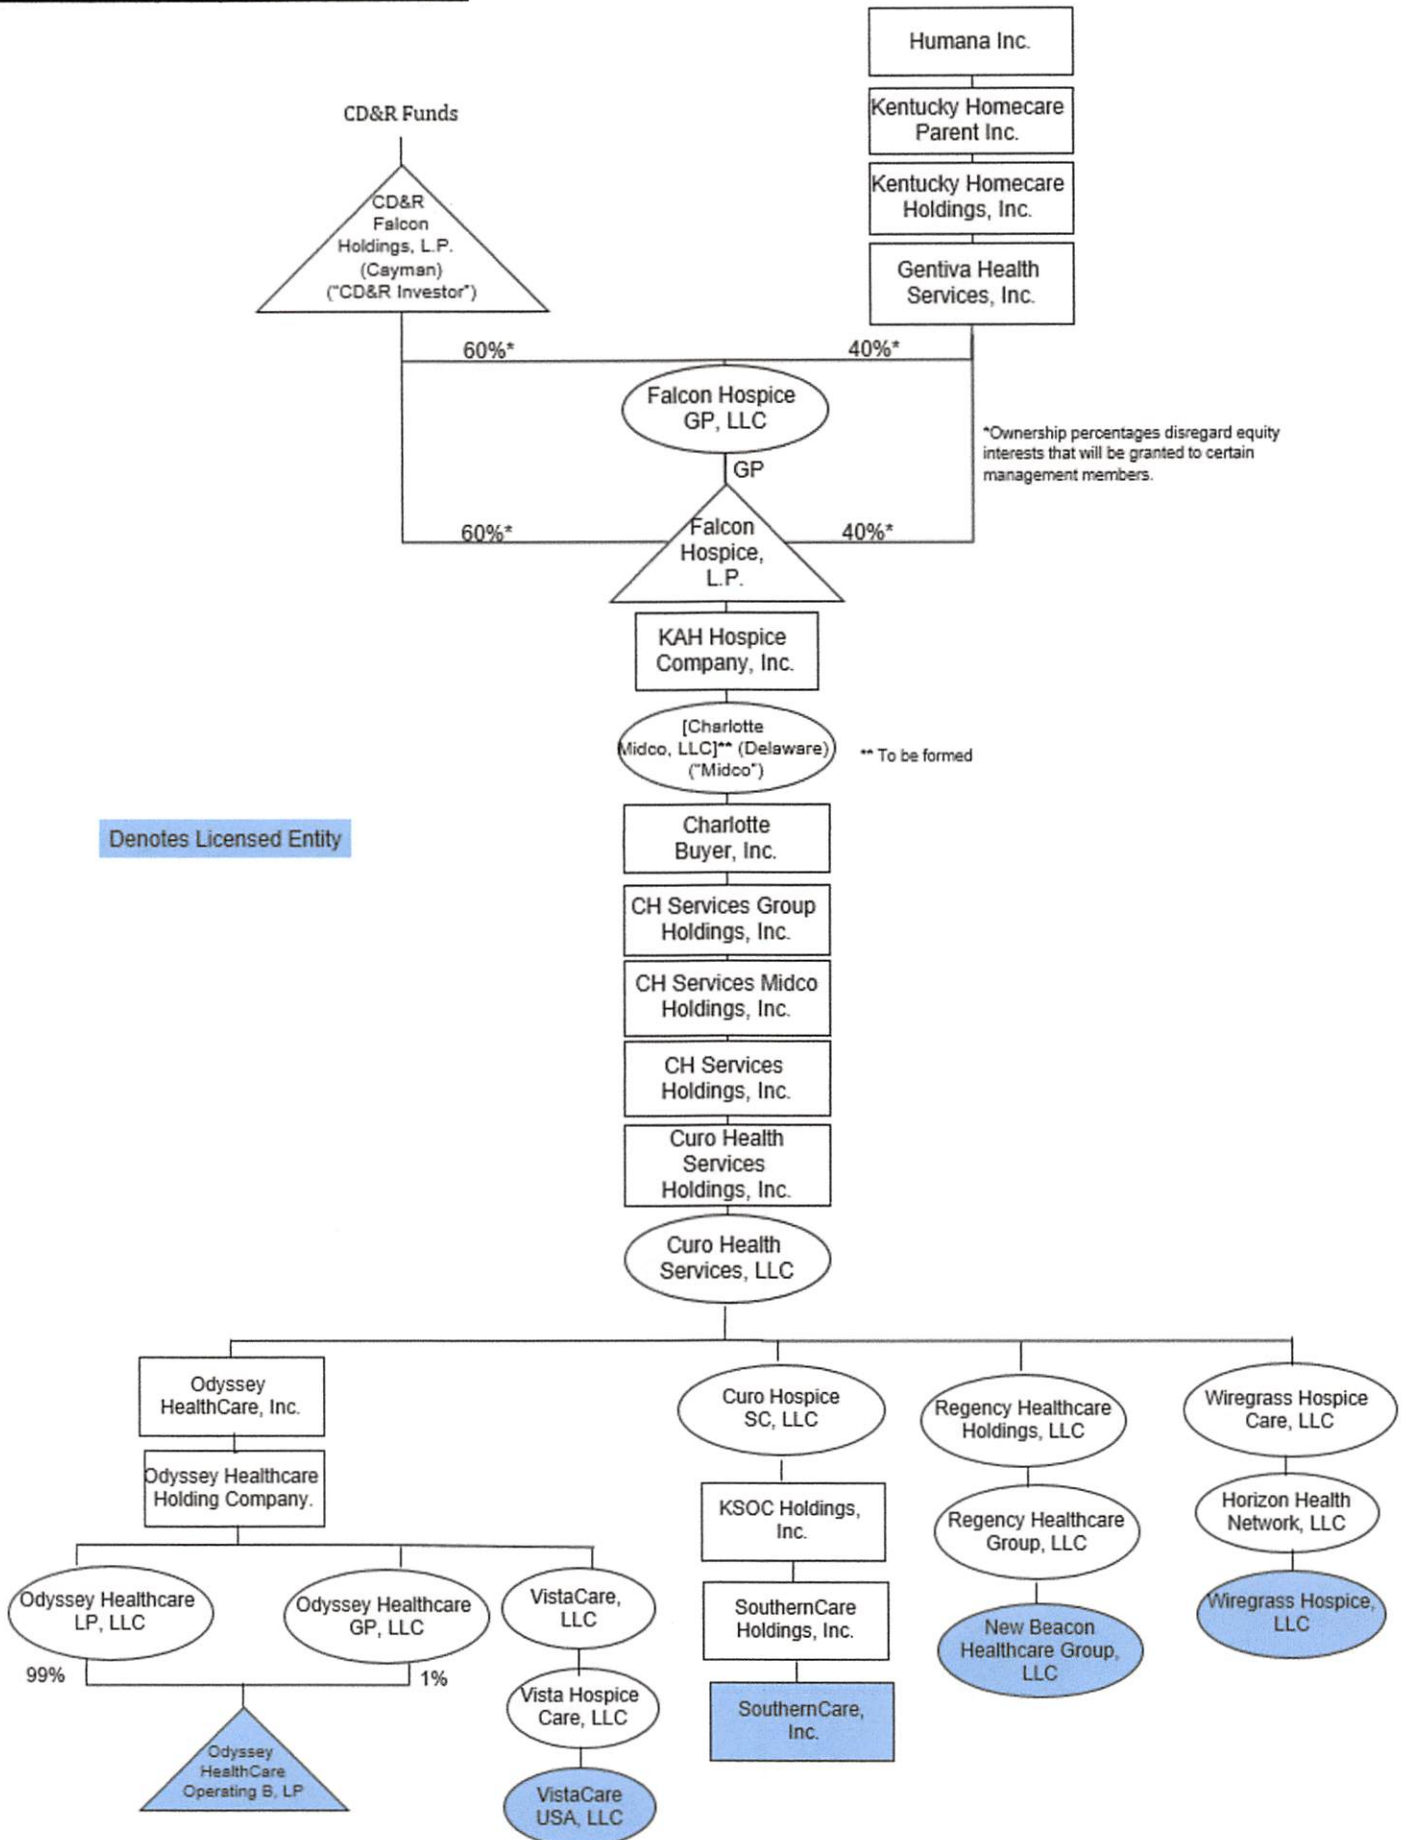 Humana Inc.
Kentucky Homecare
Parent Inc.
Kentucky Homecare
Holdings, Inc.
Gentiva Health
Services, Inc.
CD&R Funds
CD&R
Falcon
Holdings, L.P.
(Cayman)
("CD&R Investor")
60%*
40%*
Falcon Hospice
GP, LLC
*Ownership percentages disregard equity
interests that will be granted to certain
management members.
GP
60%*
40%*
Falcon
Hospice,
L.P.
KAH Hospice
Company, Inc.
[Charlotte
Midco, LLC]** (Delaware)
("Midco")
** To be formed
Denotes Licensed Entity
Charlotte
Buyer, Inc.
CH Services Group
Holdings, Inc.
CH Services Midco
Holdings, Inc.
CH Services
Holdings, Inc.
Curo Health
Services
Holdings, Inc.
Curo Health
Services, LLC
Odyssey
HealthCare, Inc.
Odyssey Healthcare
Holding Company.
Odyssey Healthcare
LP, LLC
Odyssey Healthcare
GP, LLC
99%
1%
Odyssey
HealthCare
Operating B, LP
VistaCare,
LLC
Vista Hospice
Care, LLC
VistaCare
USA, LLC
Curo Hospice
SC, LLC
KSOC Holdings,
Inc.
SouthernCare
Holdings, Inc.
SouthernCare,
Inc.
Regency Healthcare
Holdings, LLC
Regency Healthcare
Group, LLC
New Beacon
Healthcare Group,
LLC
Wiregrass Hospice
Care, LLC
Horizon Health
Network, LLC
Wiregrass Hospice,
LLC